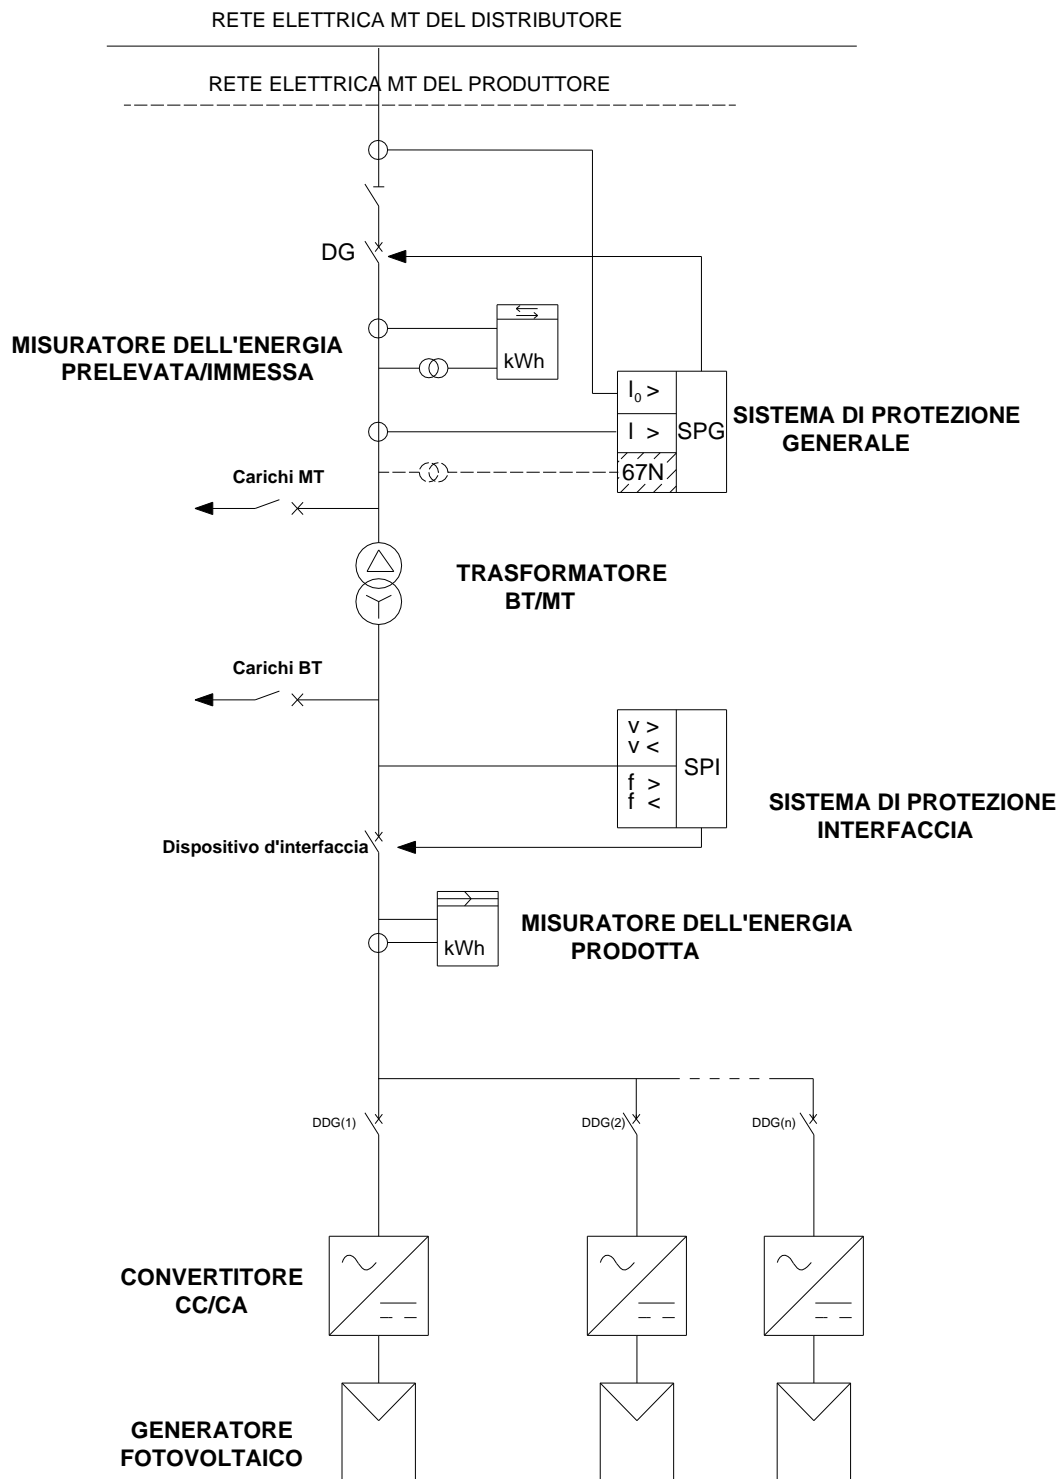 RETE ELETTRICA MT DEL DISTRIBUTORE
RETE ELETTRICA MT DEL PRODUTTORE
DG
MISURATORE DELL'ENERGIA
PRELEVATA/IMMESSA
kWh
I₀ >
I >
67N
SPG
SISTEMA DI PROTEZIONE
GENERALE
Carichi MT
TRASFORMATORE
BT/MT
Carichi BT
v >
v <
f >
f <
SPI
SISTEMA DI PROTEZIONE
INTERFACCIA
Dispositivo d'interfaccia
kWh
MISURATORE DELL'ENERGIA
PRODOTTA
DDG(1)
DDG(2)
DDG(n)
CONVERTITORE
CC/CA
GENERATORE
FOTOVOLTAICO